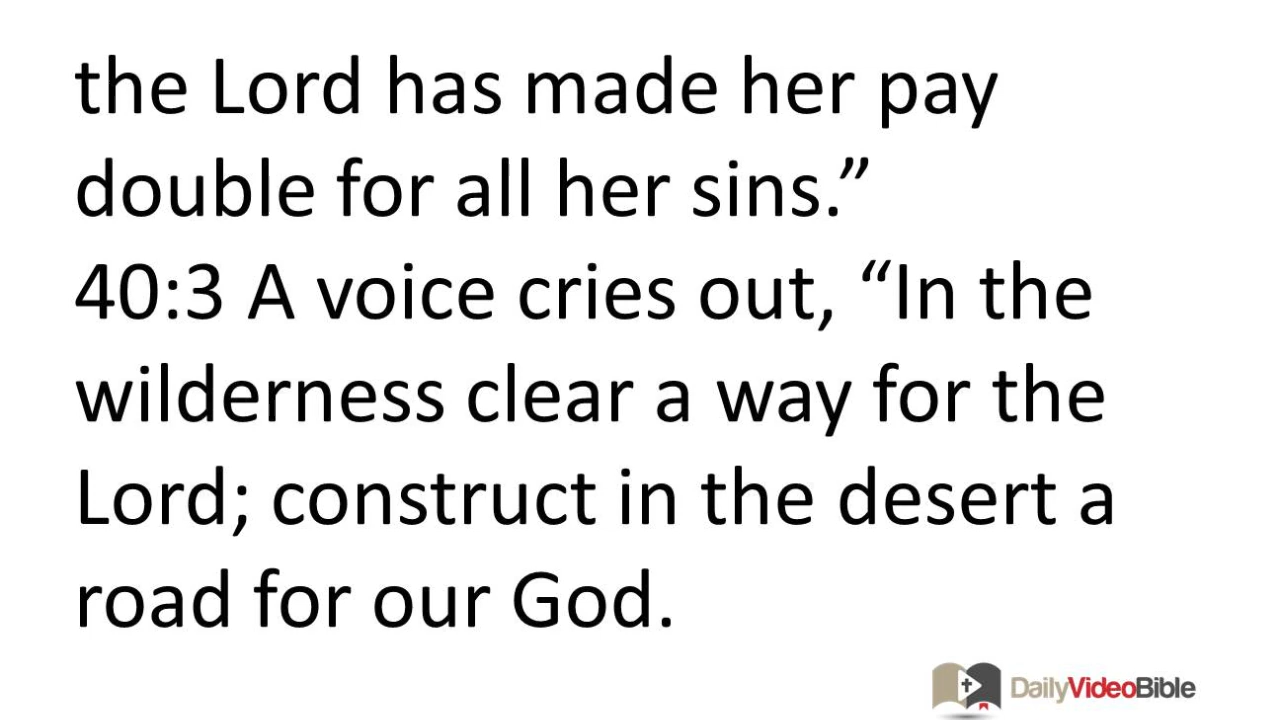 the Lord has made her pay
double for all her sins.”
40:3 A voice cries out, “In the
wilderness clear a way for the
Lord; construct in the desert a
road for our God.
DailyVideoBible